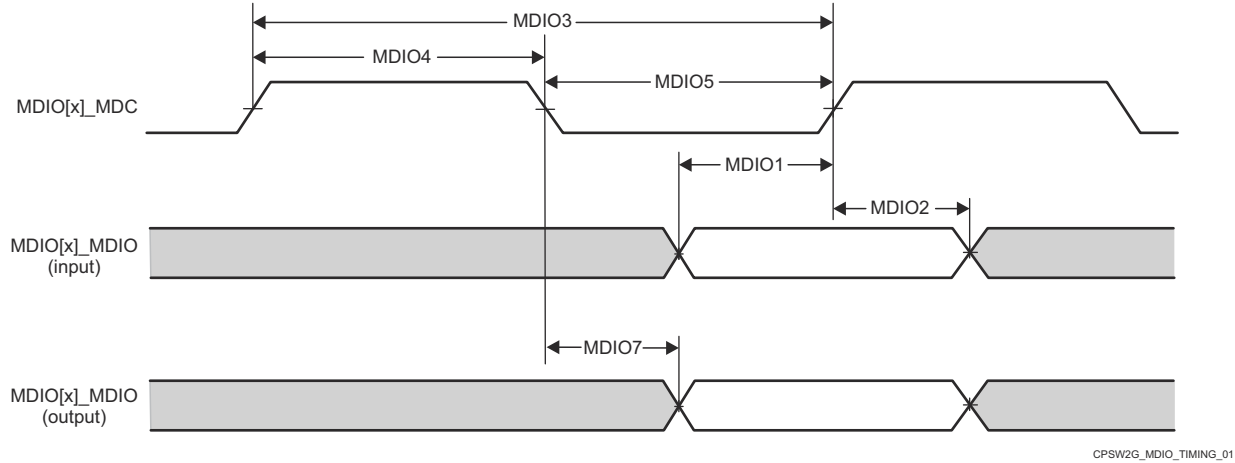 MDIO3
MDIO4
MDIO5
MDIO[x]_MDC
MDIO1
MDIO2
MDIO[x]_MDIO
(input)
MDIO7
MDIO[x]_MDIO
(output)
CPSW2G_MDIO_TIMING_01